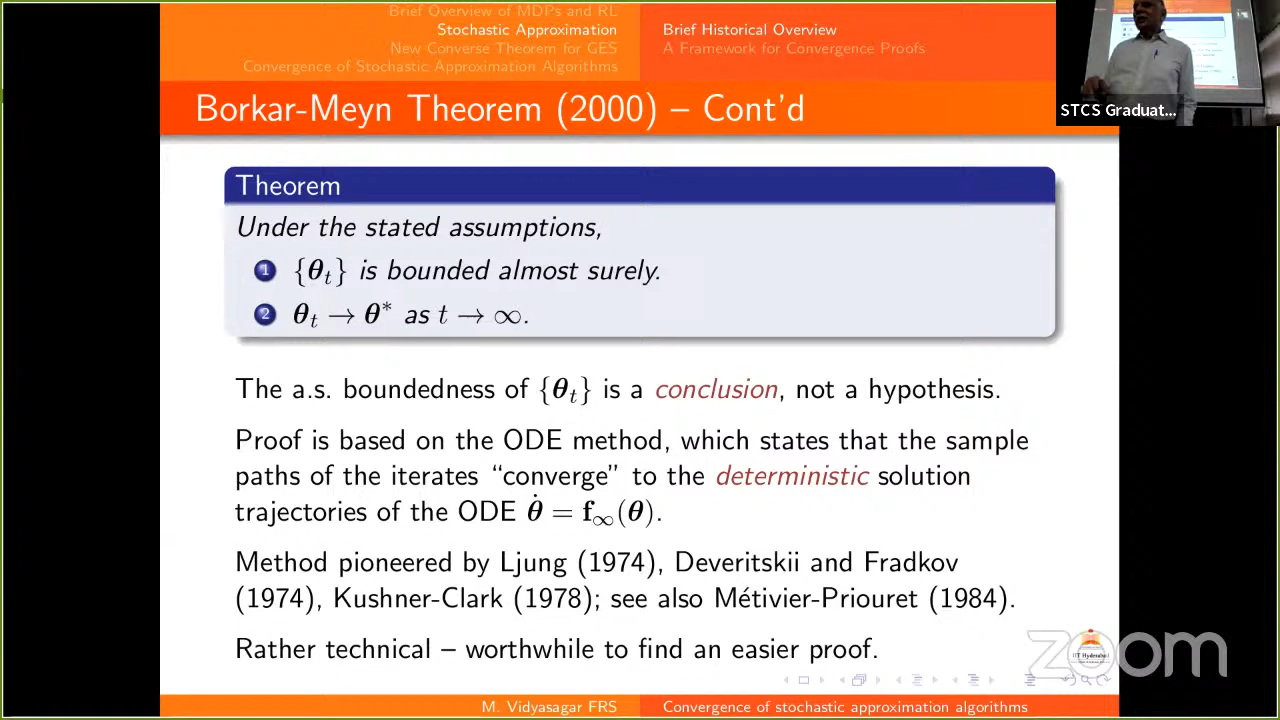 Brief Overview of MDPs and RL
Stochastic Approximation
New Converse Theorem for GES
Convergence of Stochastic Approximation Algorithms
Brief Historical Overview
A Framework for Convergence Proofs
STCS Graduat...
Borkar-Meyn Theorem (2000) – Cont'd
Theorem
Under the stated assumptions,
1 {θ_t} is bounded almost surely.
2 θ_t → θ* as t → ∞.
The a.s. boundedness of {θ_t} is a conclusion, not a hypothesis.
Proof is based on the ODE method, which states that the sample
paths of the iterates “converge” to the deterministic solution
trajectories of the ODE θ̇ = f_∞(θ).
Method pioneered by Ljung (1974), Deveritskii and Fradkov
(1974), Kushner-Clark (1978); see also Métivier-Priouret (1984).
Rather technical – worthwhile to find an easier proof.
zoom
IIT Hyderabad
M. Vidyasagar FRS
Convergence of stochastic approximation algorithms